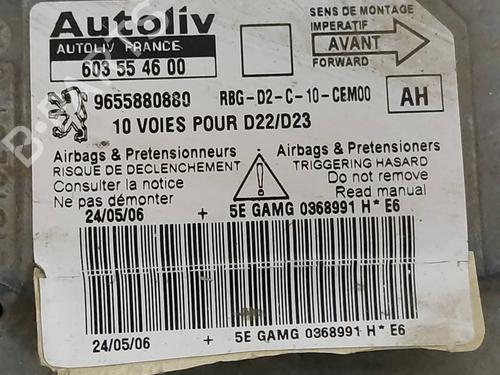 Autoliv
AUTOLIV FRANCE
603 55 46 00
SENS DE MONTAGE
IMPERATIF
AVANT
FORWARD
9655880880
RBG-D2-C-10-CEM00
AH
10 VOIES POUR D22/D23
Airbags & Pretensionneurs
RISQUE DE DECLENCHEMENT
Consulter la notice
Ne pas démonter
Airbags & Pretensioners
TRIGGERING HASARD
Do not remove
Read manual
24/05/06 + 5E GAMG 0368991 H* E6
24/05/06 + 5E GAMG 0368991 H* E6